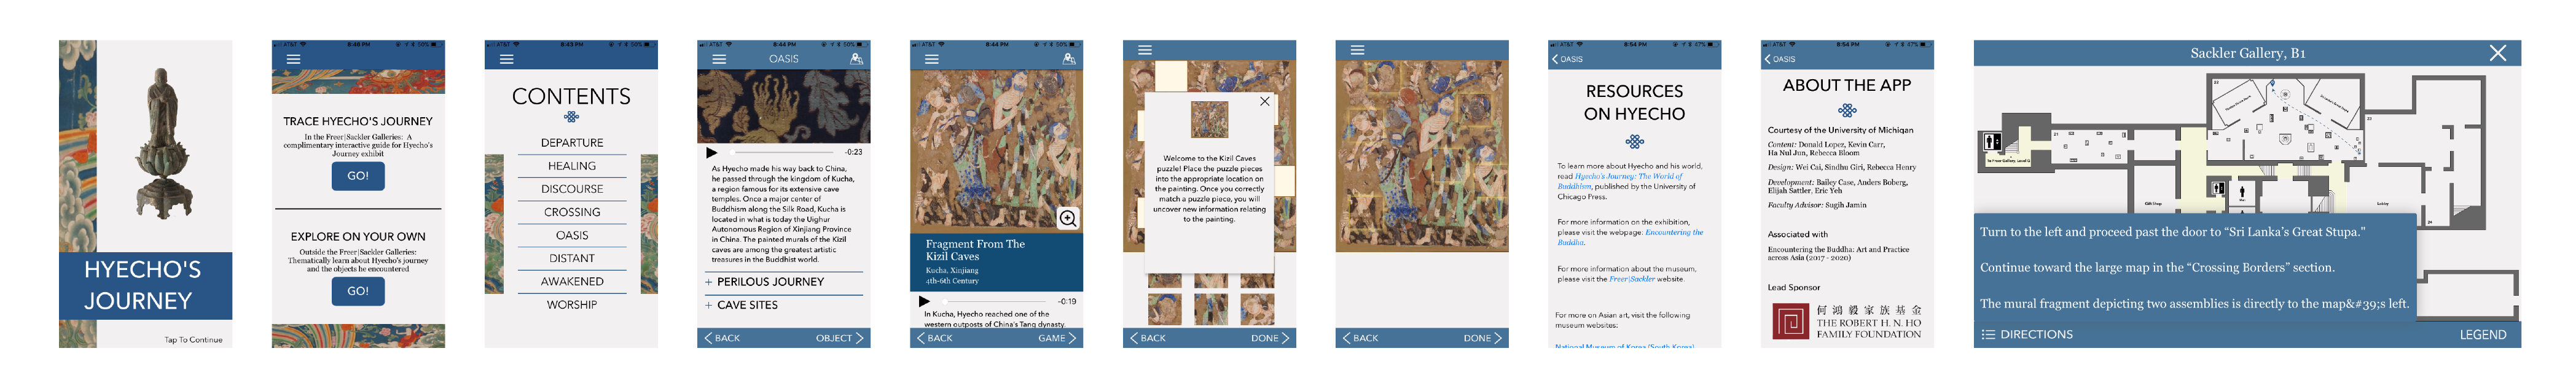 HYECHO'S
JOURNEY
Tap To Continue
AT&T
8:40 PM
50%
TRACE HYECHO'S JOURNEY
In the Freer|Sackler Galleries: A
complimentary interactive guide for Hyecho's
Journey exhibit
GO!
EXPLORE ON YOUR OWN
Outside the Freer|Sackler Galleries:
Thematically learn about Hyecho's journey
and the objects he encountered
GO!
AT&T
8:43 PM
50%
CONTENTS
DEPARTURE
HEALING
DISCOURSE
CROSSING
OASIS
DISTANT
AWAKENED
WORSHIP
AT&T
8:44 PM
50%
OASIS
-0:23
As Hyecho made his way back to China,
he passed through the kingdom of Kucha,
a region famous for its extensive cave
temples. Once a major center of
Buddhism along the Silk Road, Kucha is
located in what is today the Uighur
Autonomous Region of Xinjiang Province
in China. The painted murals of the Kizil
caves are among the greatest artistic
treasures in the Buddhist world.
+ PERILOUS JOURNEY
+ CAVE SITES
BACK
OBJECT
AT&T
8:44 PM
50%
Fragment From The
Kizil Caves
Kucha, Xinjiang
4th-6th Century
-0:19
In Kucha, Hyecho reached one of the
western outposts of China's Tang dynasty.
BACK
GAME
Welcome to the Kizil Caves
puzzle! Place the puzzle pieces
into the appropriate location on
the painting. Once you correctly
match a puzzle piece, you will
uncover new information relating
to the painting.
BACK
DONE
BACK
DONE
AT&T
8:54 PM
47%
OASIS
RESOURCES
ON HYECHO
To learn more about Hyecho and his world,
read Hyecho's Journey: The World of
Buddhism, published by the University of
Chicago Press.
For more information on the exhibition,
please visit the webpage: Encountering the
Buddha.
For more information about the museum,
please visit the Freer|Sackler website.
For more on Asian art, visit the following
museum websites:
National Museum of Korea (South Korea)
AT&T
8:54 PM
47%
OASIS
ABOUT THE APP
Courtesy of the University of Michigan
Content: Donald Lopez, Kevin Carr,
Ha Nul Jun, Rebecca Bloom
Design: Wei Cai, Sindhu Giri, Rebecca Henry
Development: Bailey Case, Anders Boberg,
Elijah Sattler, Eric Yeh
Faculty Advisor: Sugih Jamin
Associated with
Encountering the Buddha: Art and Practice
across Asia (2017 - 2020)
Lead Sponsor
何鴻毅家族基金
THE ROBERT H. N. HO
FAMILY FOUNDATION
Sackler Gallery, B1
Gift Shop
Lobby
Turn to the left and proceed past the door to “Sri Lanka’s Great Stupa."
Continue toward the large map in the “Crossing Borders” section.
The mural fragment depicting two assemblies is directly to the map&#39;s left.
DIRECTIONS
LEGEND